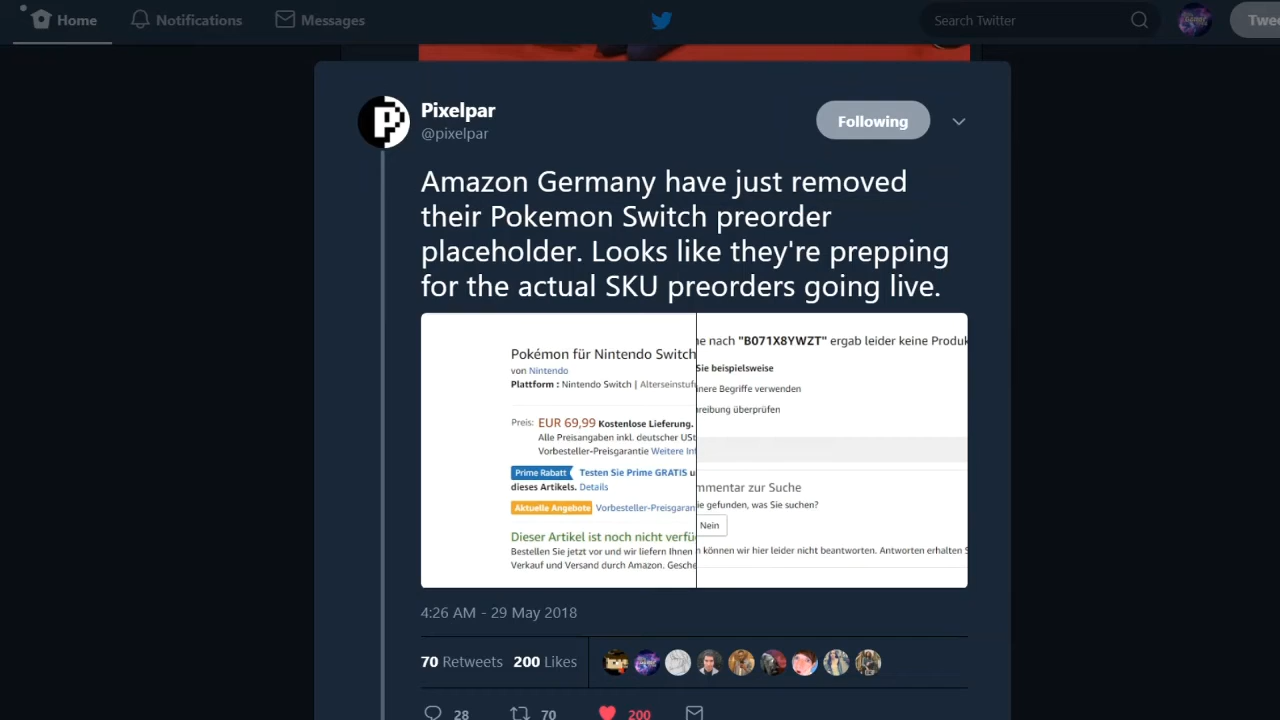 Home
Notifications
Messages
Search Twitter
Pixelpar
@pixelpar
Following
Amazon Germany have just removed
their Pokemon Switch preorder
placeholder. Looks like they're prepping
for the actual SKU preorders going live.
Pokémon für Nintendo Switch
von Nintendo
Plattform : Nintendo Switch |
Preis: EUR 69,99 Kostenlose Lieferung.
Alle Preisangaben inkl. deutscher USt
Vorbesteller-Preisgarantie Weitere
Prime Rabatt Testen Sie Prime GRATIS u
dieses Artikels. Details
Aktuelle Angebote Vorbesteller-Preisgaran
Dieser Artikel ist noch nicht verfü
Bestellen Sie jetzt vor und wir liefern Ihnen
Verkauf und Versand durch Amazon. Gesche
nach "B071X8YWZT" ergab leider keine Produk
Sie beispielsweise
nere Begriffe verwenden
reibung überprüfen
mmentar zur Suche
ie gefunden, was Sie suchen?
Nein
können wir hier leider nicht beantworten. Antworten erhalten S
4:26 AM - 29 May 2018
70 Retweets 200 Likes
28 70 200